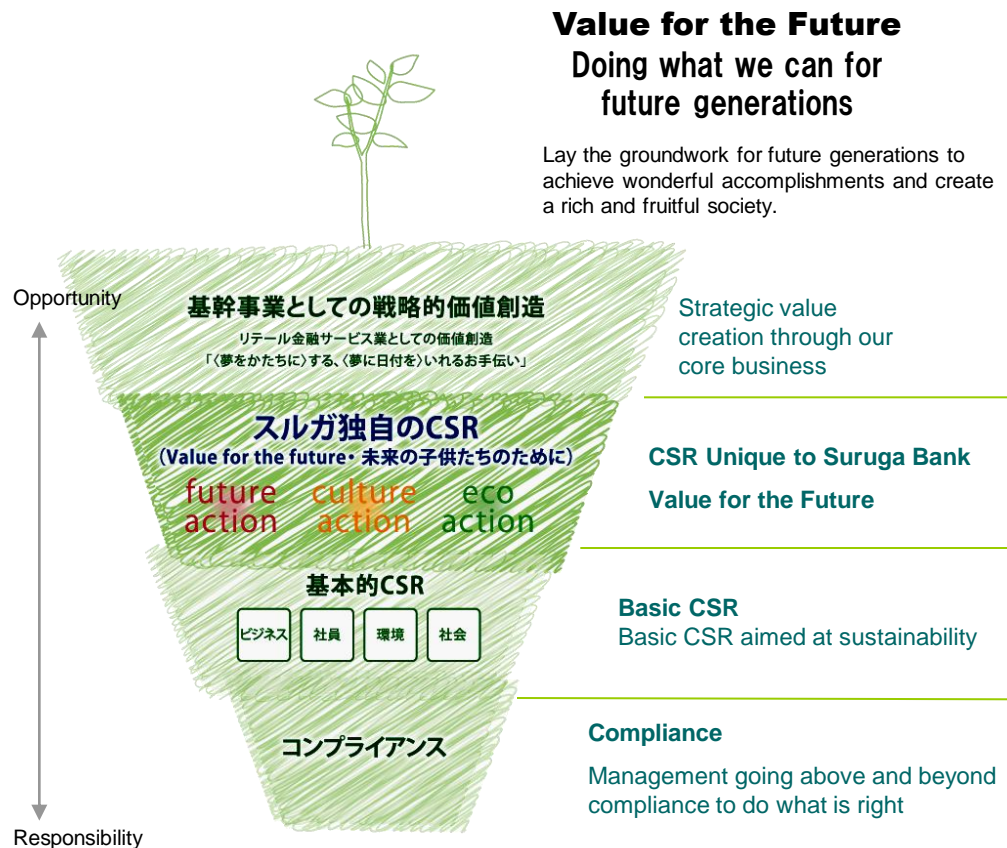 Value for the Future
Doing what we can for
future generations
Lay the groundwork for future generations to
achieve wonderful accomplishments and create
a rich and fruitful society.
Opportunity
基幹事業としての戦略的価値創造
リテール金融サービス業としての価値創造
「〈夢をかたちに〉する、〈夢に日付を〉いれるお手伝い」
Strategic value
creation through our
core business
スルガ独自のCSR
(Value for the future・未来の子供たちのために)
future
action
culture
action
eco
action
CSR Unique to Suruga Bank
Value for the Future
基本的CSR
ビジネス
社員
環境
社会
Basic CSR
Basic CSR aimed at sustainability
コンプライアンス
Compliance
Management going above and beyond
compliance to do what is right
Responsibility